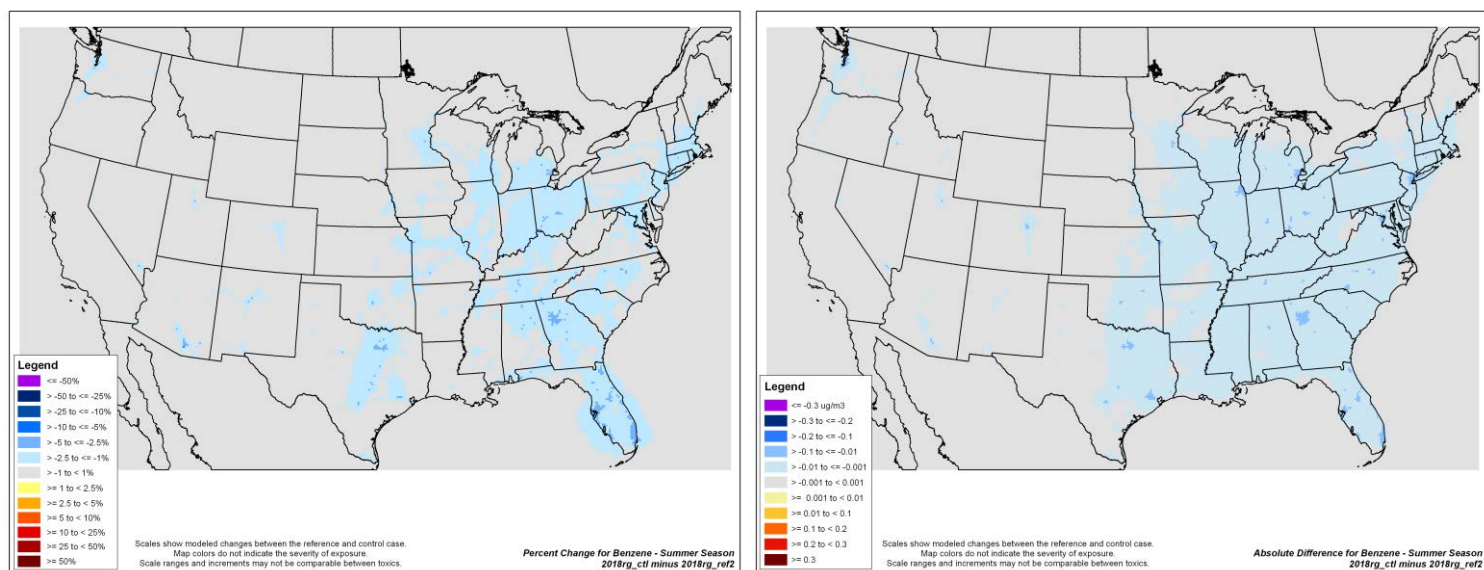 Legend
<= -50%
> -50 to <= -25%
> -25 to <= -10%
> -10 to <= -5%
> -5 to <= -2.5%
> -2.5 to <= -1%
> -1 to < 1%
>= 1 to < 2.5%
>= 2.5 to < 5%
>= 5 to < 10%
>= 10 to < 25%
>= 25 to < 50%
>= 50%
Scales show modeled changes between the reference and control case.
Map colors do not indicate the severity of exposure.
Scale ranges and increments may not be comparable between toxics.
Percent Change for Benzene - Summer Season
2018rg_ctl minus 2018rg_ref2
Legend
<= -0.3 ug/m3
> -0.3 to <= -0.2
> -0.2 to <= -0.1
> -0.1 to <= -0.01
> -0.01 to <= -0.001
> -0.001 to < 0.001
>= 0.001 to < 0.01
>= 0.01 to < 0.1
>= 0.1 to < 0.2
>= 0.2 to < 0.3
>= 0.3
Scales show modeled changes between the reference and control case.
Map colors do not indicate the severity of exposure.
Scale ranges and increments may not be comparable between toxics.
Absolute Difference for Benzene - Summer Season
2018rg_ctl minus 2018rg_ref2